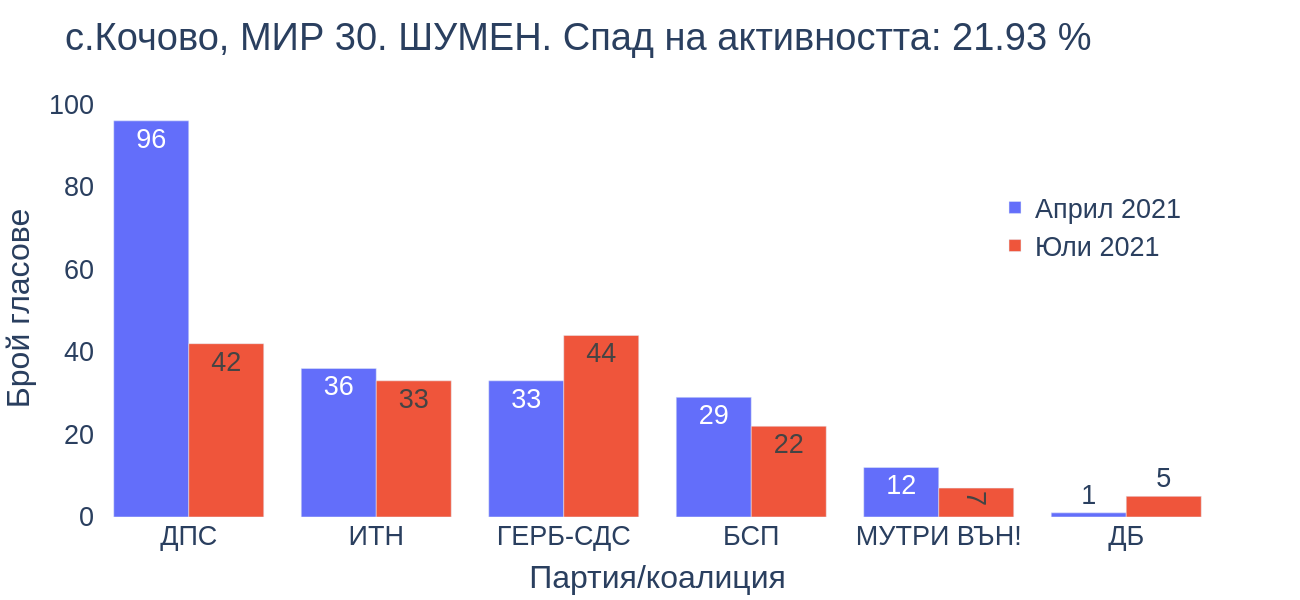 с.Кочово, МИР 30. ШУМЕН. Спад на активността: 21.93 %
Брой гласове
100
80
60
40
20
0
96
42
36
33
33
44
29
22
12
7
1
5
Април 2021
Юли 2021
ДПС
ИТН
ГЕРБ-СДС
БСП
МУТРИ ВЪН!
ДБ
Партия/коалиция